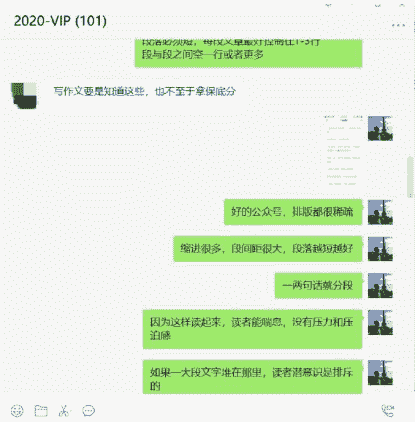 2020-VIP (101)
段落必须短，每段文章最好控制在1-3行
段与段之间空一行或者更多
写作文要是知道这些，也不至于拿保底分
好的公众号，排版都很稀疏
缩进很多，段间距很大，段落越短越好
一两句话就分段
因为这样读起来，读者能喘息，没有压力和压
迫感
如果一大段文字堆在那里，读者潜意识是排斥
的